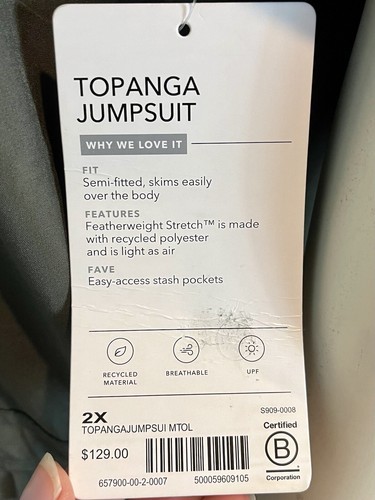 TOPANGA
JUMPSUIT
WHY WE LOVE IT
FIT
Semi-fitted, skims easily
over the body
FEATURES
Featherweight Stretch™ is made
with recycled polyester
and is light as air
FAVE
Easy-access stash pockets
RECYCLED
MATERIAL
BREATHABLE
UPF
2X
S909-0008
TOPANGAJUMPSUI MTOL
$129.00
Certified
B
Corporation
657900-00-2-0007
500059609105